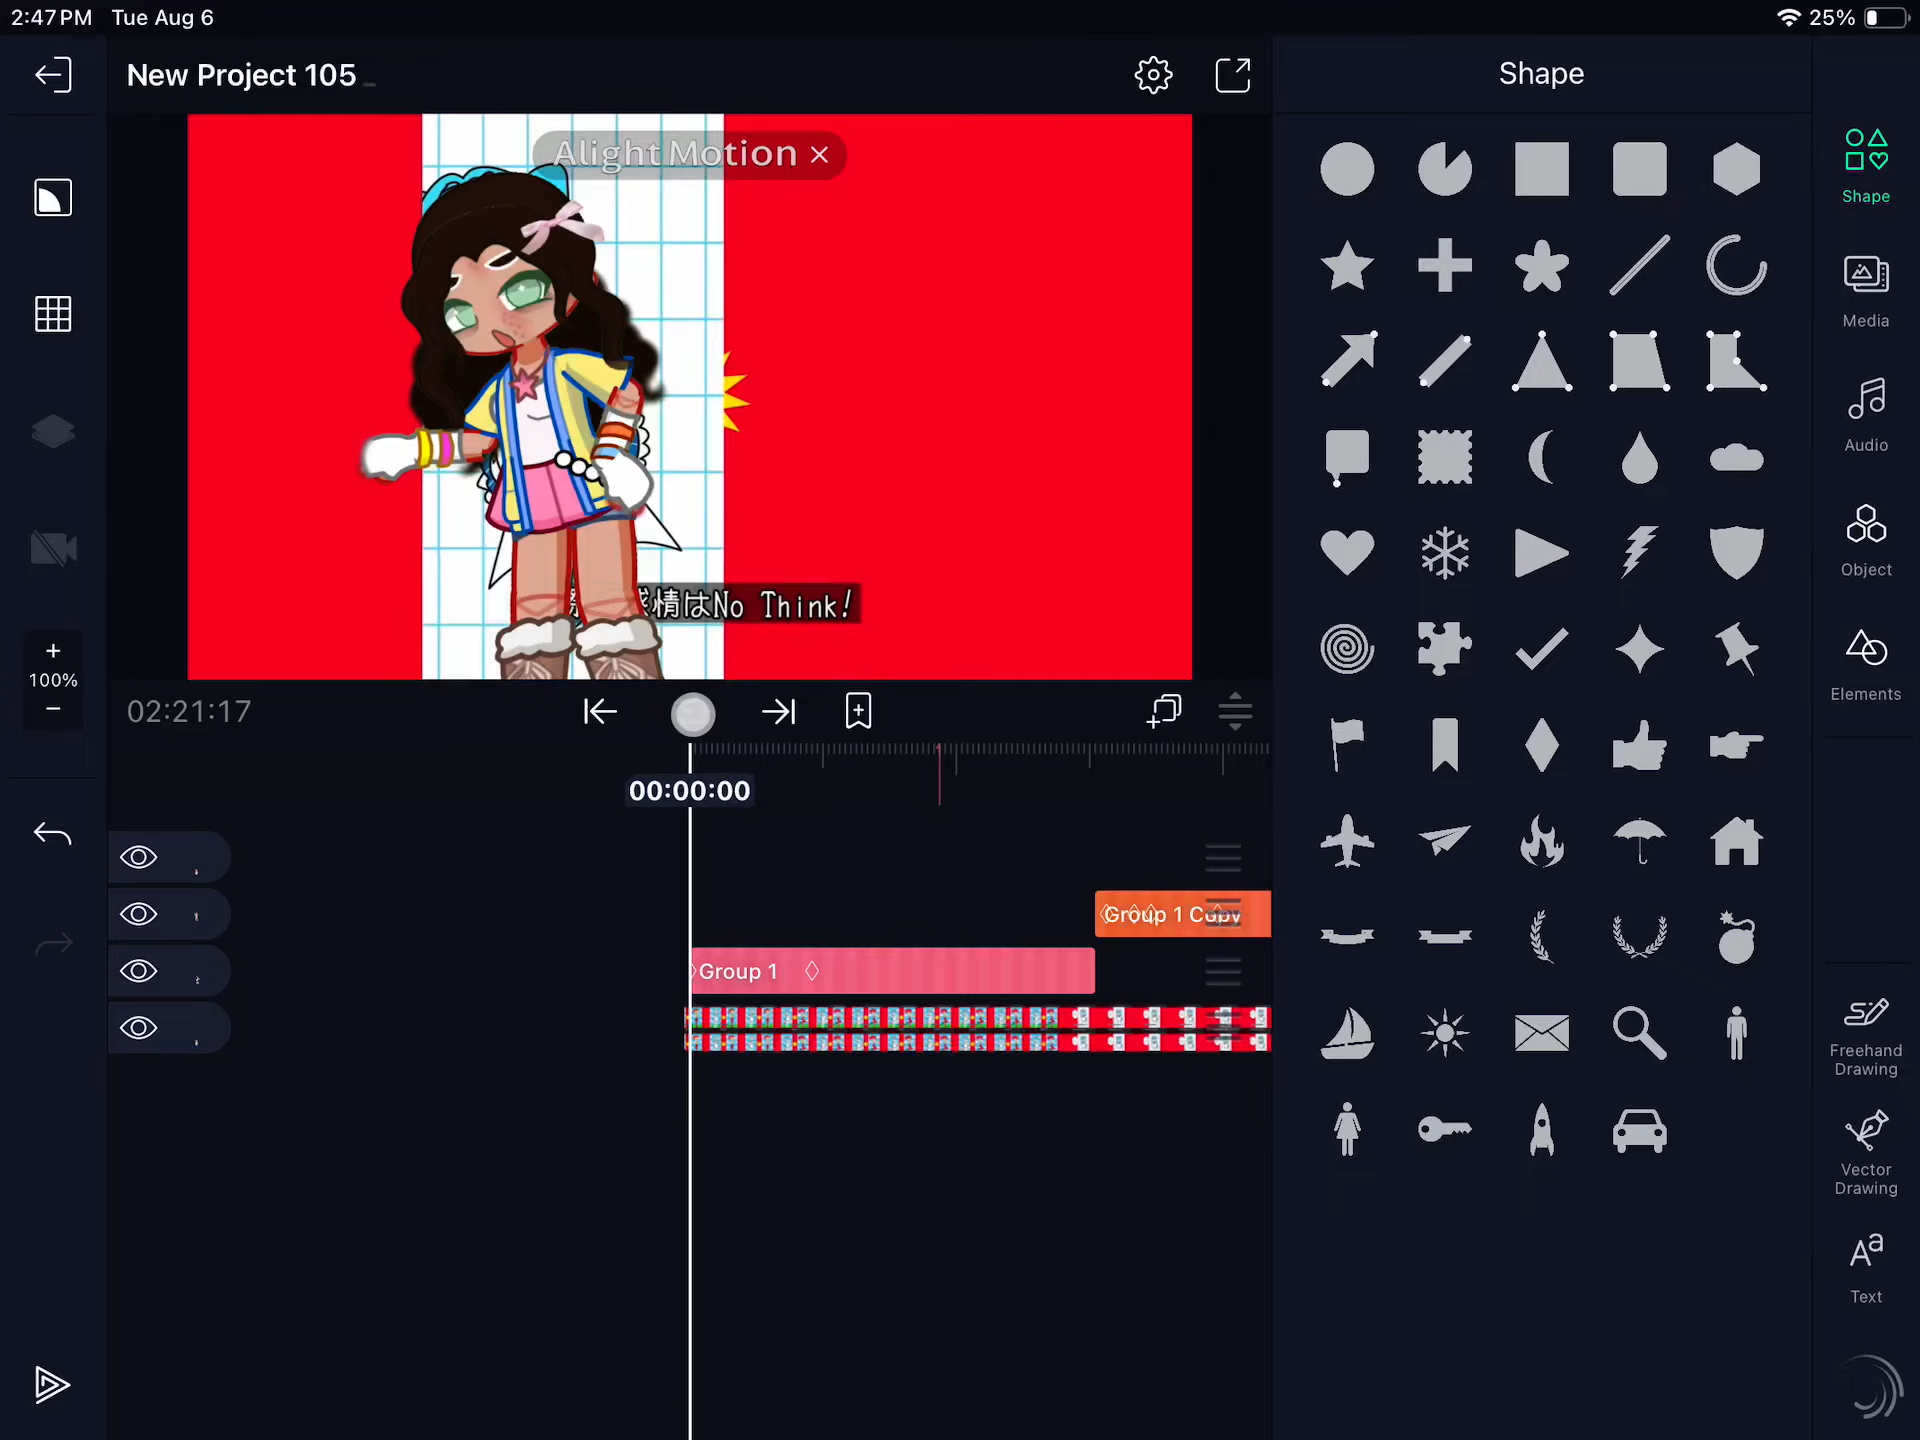 2:47 PM Tue Aug 6
25%
New Project 105
Shape
Alight Motion ×
情はNo Think!
Shape
Media
Audio
Object
Elements
+
100%
−
02:21:17
00:00:00
Group 1 Copy
Group 1
Freehand
Drawing
Vector
Drawing
Aa
Text